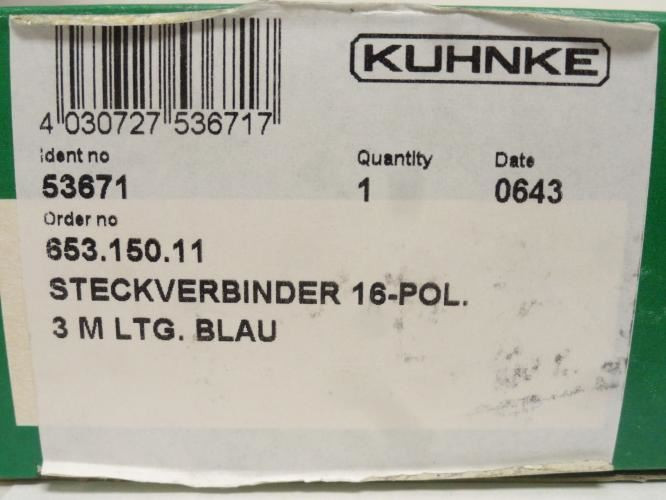 KUHNKE
4 030727 536717
Ident no Quantity Date
53671 1 0643
Order no
653.150.11
STECKVERBINDER 16-POL.
3 M LTG. BLAU